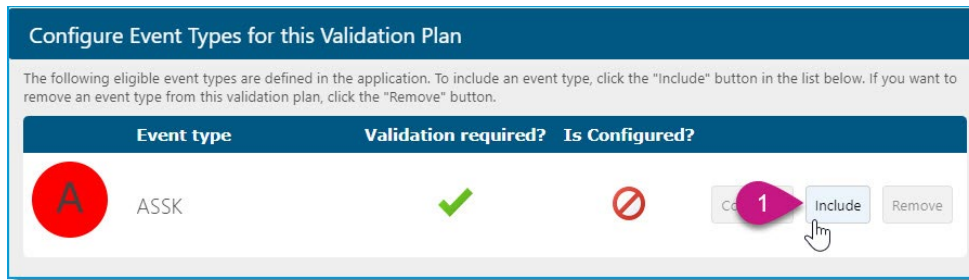 Configure Event Types for this Validation Plan
The following eligible event types are defined in the application. To include an event type, click the "Include" button in the list below. If you want to
remove an event type from this validation plan, click the "Remove" button.
Event type Validation required? Is Configured?
A ASSK 1 Include Remove